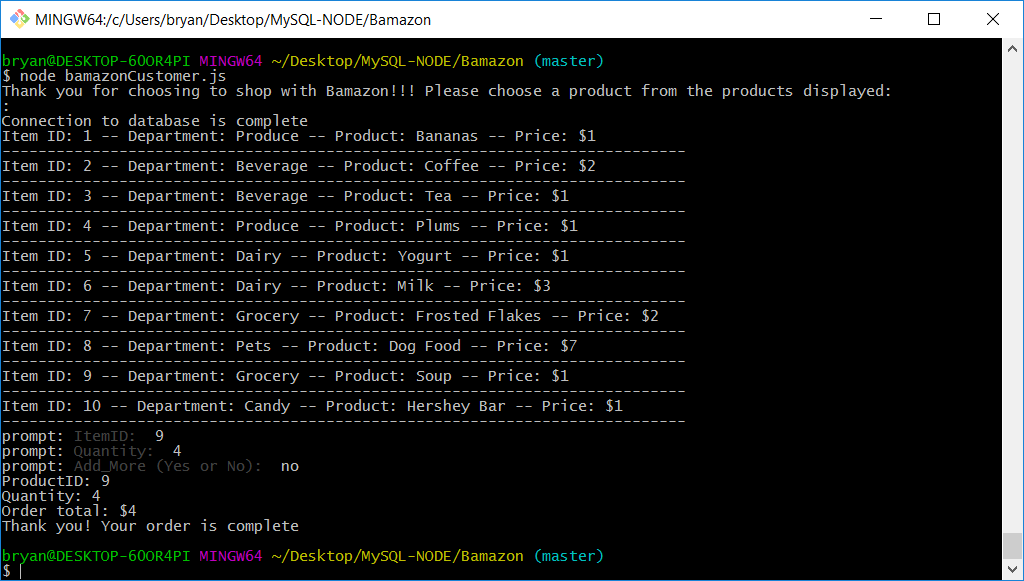 MINGW64:/c/Users/bryan/Desktop/MySQL-NODE/Bamazon
bryan@DESKTOP-6OOR4PI MINGW64 ~/Desktop/MySQL-NODE/Bamazon (master)
$ node bamazonCustomer.js
Thank you for choosing to shop with Bamazon!!! Please choose a product from the products displayed:
:
Connection to database is complete
Item ID: 1 -- Department: Produce -- Product: Bananas -- Price: $1
----------------------------------------------------------------------------
Item ID: 2 -- Department: Beverage -- Product: Coffee -- Price: $2
----------------------------------------------------------------------------
Item ID: 3 -- Department: Beverage -- Product: Tea -- Price: $1
----------------------------------------------------------------------------
Item ID: 4 -- Department: Produce -- Product: Plums -- Price: $1
----------------------------------------------------------------------------
Item ID: 5 -- Department: Dairy -- Product: Yogurt -- Price: $1
----------------------------------------------------------------------------
Item ID: 6 -- Department: Dairy -- Product: Milk -- Price: $3
----------------------------------------------------------------------------
Item ID: 7 -- Department: Grocery -- Product: Frosted Flakes -- Price: $2
----------------------------------------------------------------------------
Item ID: 8 -- Department: Pets -- Product: Dog Food -- Price: $7
----------------------------------------------------------------------------
Item ID: 9 -- Department: Grocery -- Product: Soup -- Price: $1
----------------------------------------------------------------------------
Item ID: 10 -- Department: Candy -- Product: Hershey Bar -- Price: $1
----------------------------------------------------------------------------
prompt: ItemID:  9
prompt: Quantity:  4
prompt: Add_More (Yes or No):  no
ProductID: 9
Quantity: 4
Order total: $4
Thank you! Your order is complete
bryan@DESKTOP-6OOR4PI MINGW64 ~/Desktop/MySQL-NODE/Bamazon (master)
$